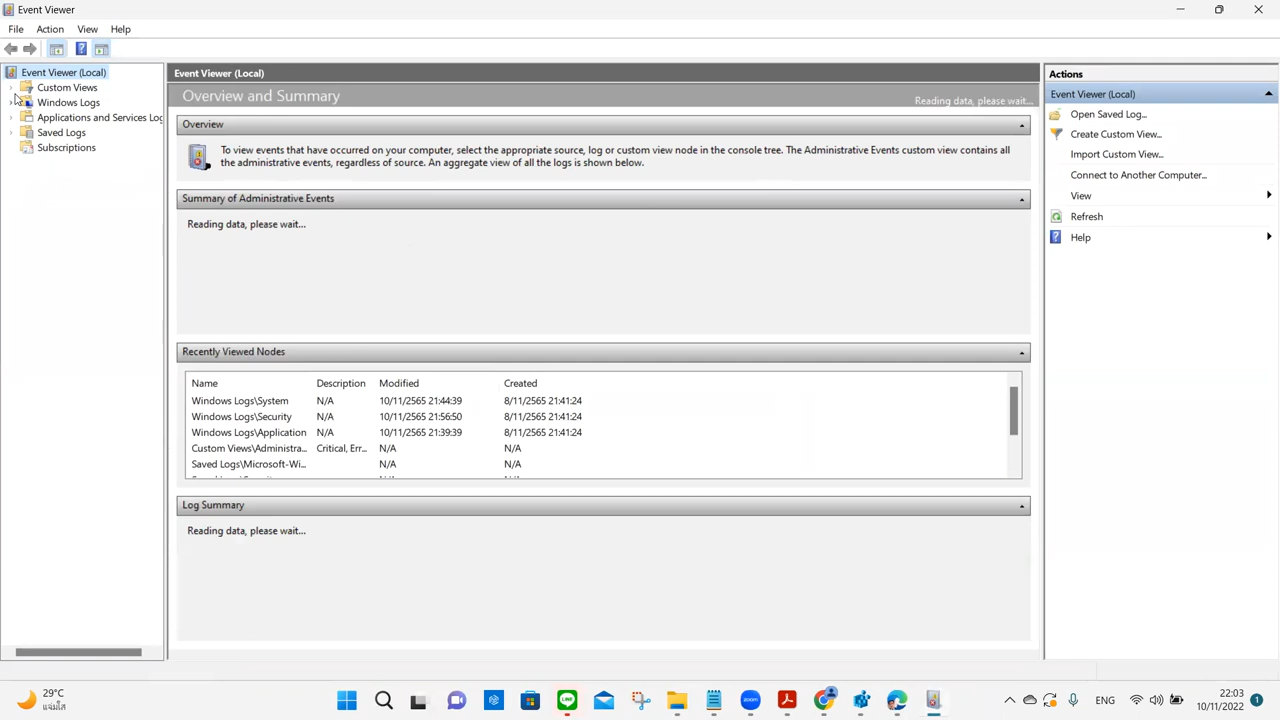 Event Viewer
File Action View Help
Event Viewer (Local)
Custom Views
Windows Logs
Applications and Services Log
Saved Logs
Subscriptions
Event Viewer (Local)
Overview and Summary
Reading data, please wait...
Overview
To view events that have occurred on your computer, select the appropriate source, log or custom view node in the console tree. The Administrative Events custom view contains all
the administrative events, regardless of source. An aggregate view of all the logs is shown below.
Summary of Administrative Events
Reading data, please wait...
Recently Viewed Nodes
Name Description Modified Created
Windows Logs\System N/A 10/11/2565 21:44:39 8/11/2565 21:41:24
Windows Logs\Security N/A 10/11/2565 21:56:50 8/11/2565 21:41:24
Windows Logs\Application N/A 10/11/2565 21:39:39 8/11/2565 21:41:24
Custom Views\Administra... Critical, Err... N/A N/A
Saved Logs\Microsoft-Wi... N/A N/A
Log Summary
Reading data, please wait...
Actions
Event Viewer (Local)
Open Saved Log...
Create Custom View...
Import Custom View...
Connect to Another Computer...
View
Refresh
Help
29°C
แจ่มใส
ENG
22:03
10/11/2022
1